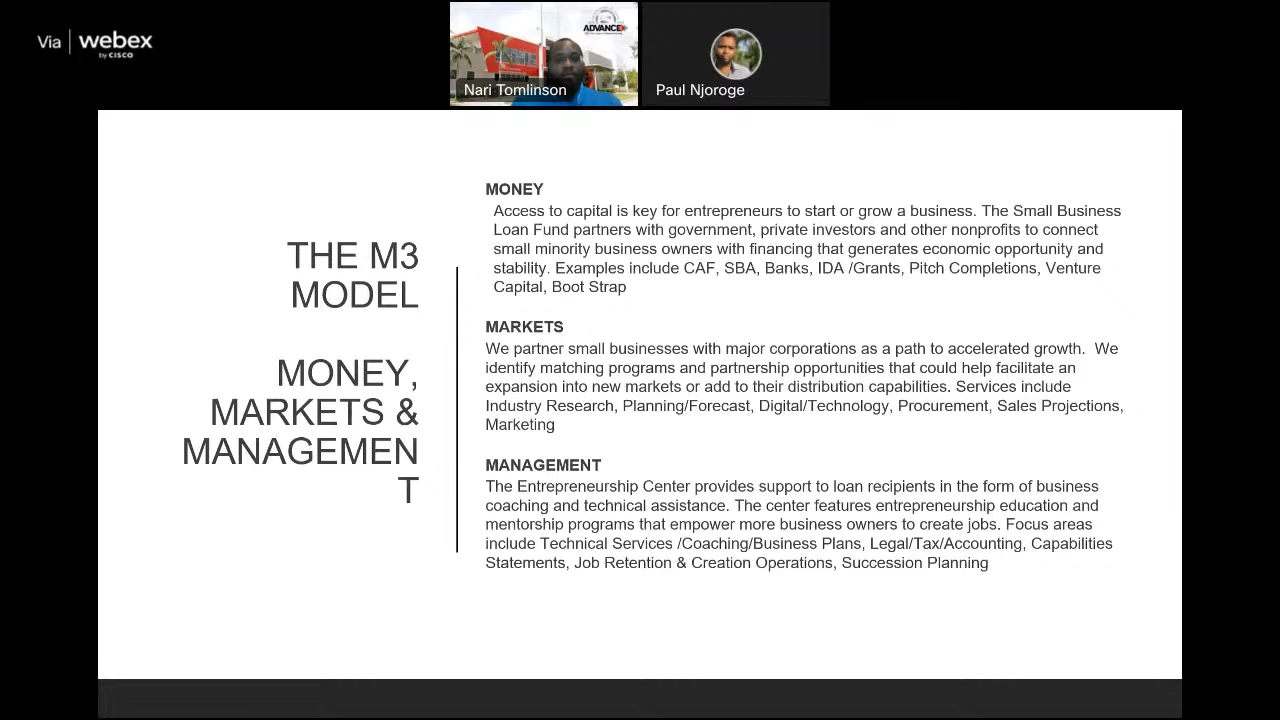 Via | webex
by CISCO
ADVANCE
Nari Tomlinson
Paul Njoroge
THE M3
MODEL
MONEY,
MARKETS &
MANAGEMEN
T
MONEY
Access to capital is key for entrepreneurs to start or grow a business. The Small Business
Loan Fund partners with government, private investors and other nonprofits to connect
small minority business owners with financing that generates economic opportunity and
stability. Examples include CAF, SBA, Banks, IDA /Grants, Pitch Completions, Venture
Capital, Boot Strap
MARKETS
We partner small businesses with major corporations as a path to accelerated growth.  We
identify matching programs and partnership opportunities that could help facilitate an
expansion into new markets or add to their distribution capabilities. Services include
Industry Research, Planning/Forecast, Digital/Technology, Procurement, Sales Projections,
Marketing
MANAGEMENT
The Entrepreneurship Center provides support to loan recipients in the form of business
coaching and technical assistance. The center features entrepreneurship education and
mentorship programs that empower more business owners to create jobs. Focus areas
include Technical Services /Coaching/Business Plans, Legal/Tax/Accounting, Capabilities
Statements, Job Retention & Creation Operations, Succession Planning